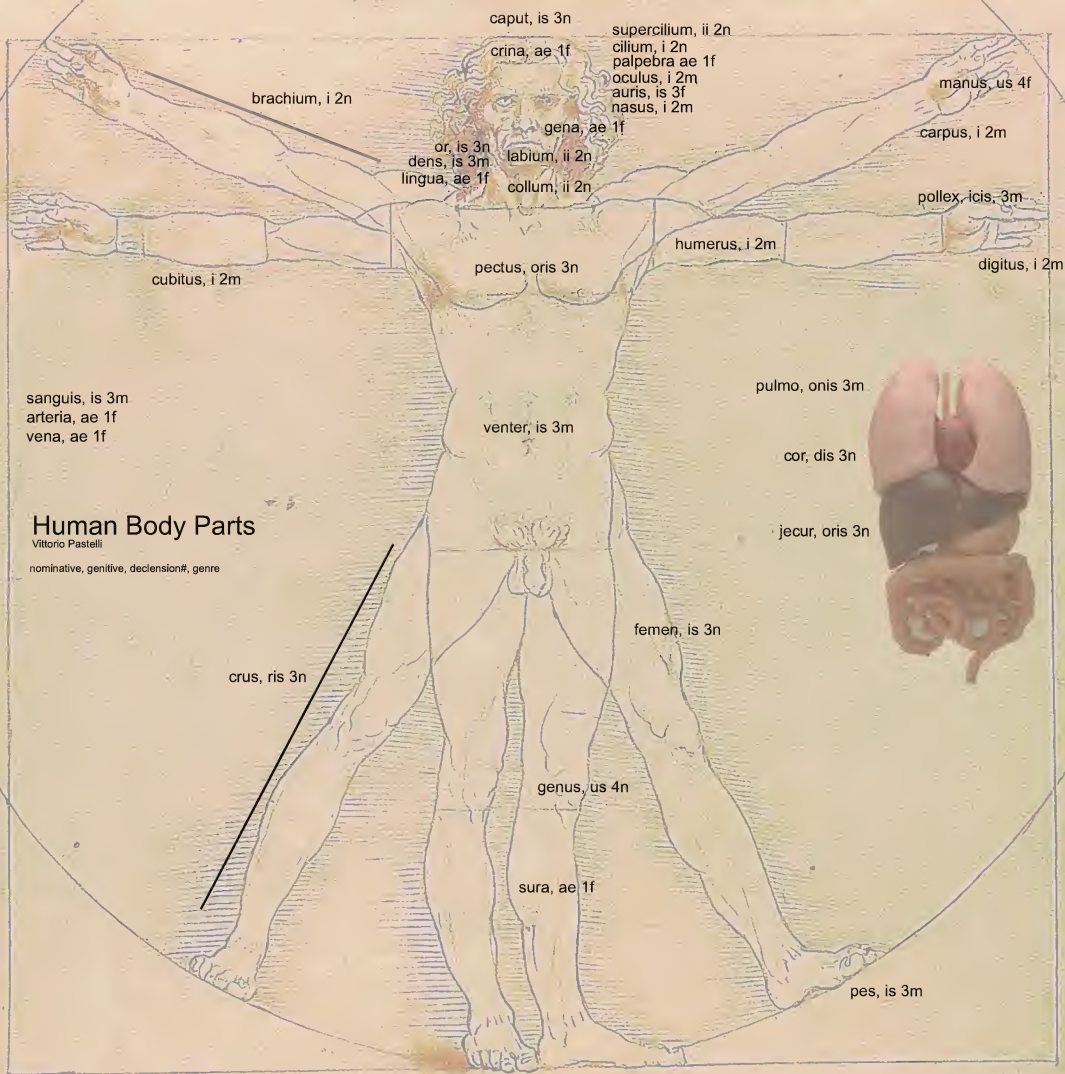 caput, is 3n
supercilium, ii 2n
crina, ae 1f
cilium, i 2n
palpebra ae 1f
oculus, i 2m
auris, is 3f
nasus, i 2m
manus, us 4f
brachium, i 2n
gena, ae 1f
carpus, i 2m
or, is 3n
dens, is 3m
labium, ii 2n
lingua, ae 1f
collum, ii 2n
pollex, icis, 3m
humerus, i 2m
pectus, oris 3n
digitus, i 2m
cubitus, i 2m
sanguis, is 3m
arteria, ae 1f
vena, ae 1f
pulmo, onis 3m
venter, is 3m
cor, dis 3n
Human Body Parts
Vittorio Pastelli
nominative, genitive, declension#, genre
jecur, oris 3n
femen, is 3n
crus, ris 3n
genus, us 4n
sura, ae 1f
pes, is 3m